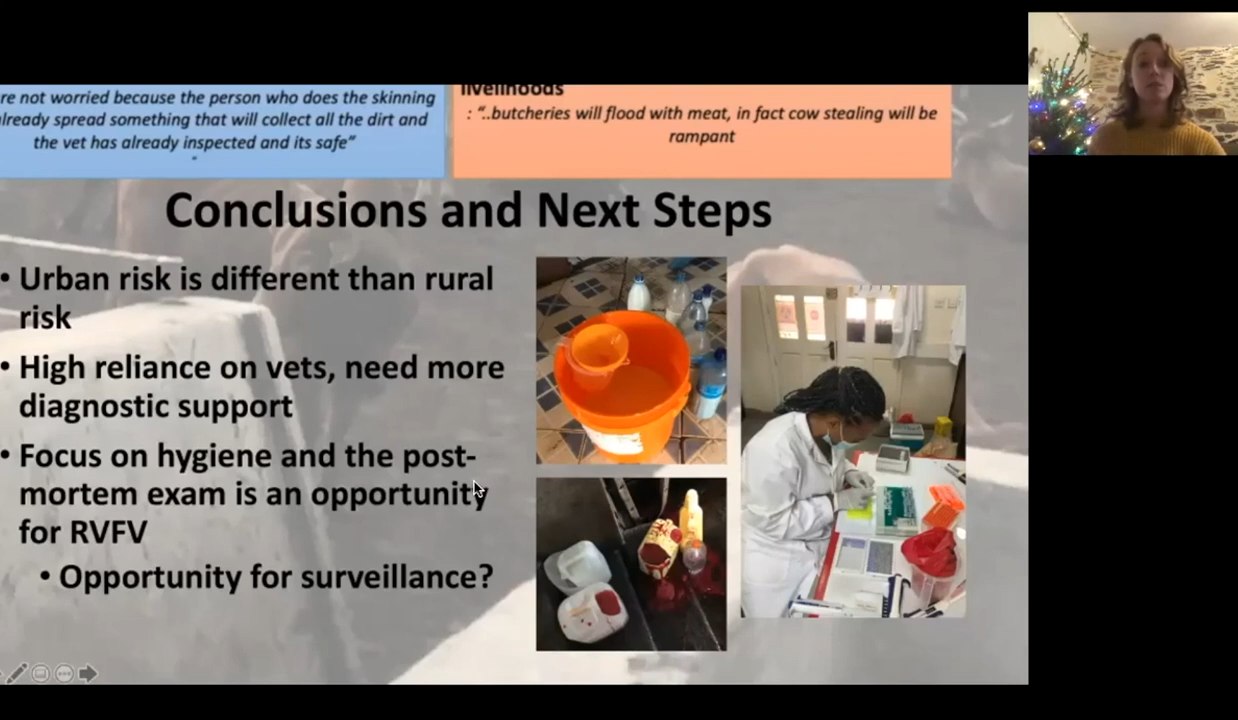 re not worried because the person who does the skinning
lready spread something that will collect all the dirt and
the vet has already inspected and its safe”
“
livelihoods
: “..butcheries will flood with meat, in fact cow stealing will be
rampant
Conclusions and Next Steps
• Urban risk is different than rural
risk
• High reliance on vets, need more
diagnostic support
• Focus on hygiene and the post-
mortem exam is an opportunity
for RVFV
• Opportunity for surveillance?